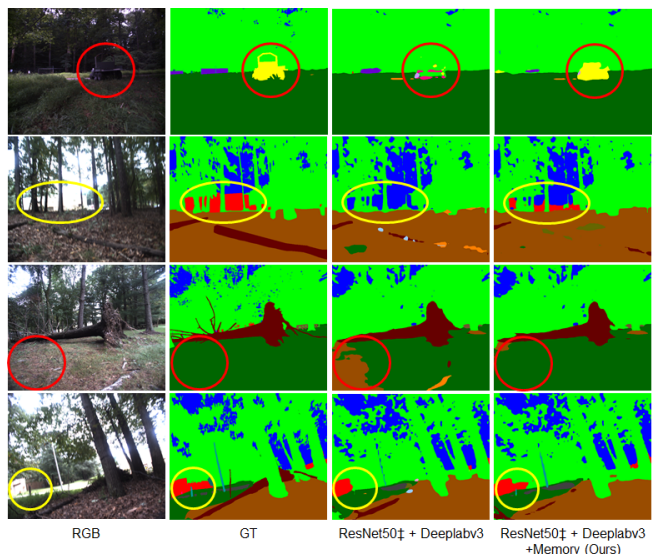 RGB
GT
ResNet50‡ + Deeplabv3
ResNet50‡ + Deeplabv3
+Memory (Ours)